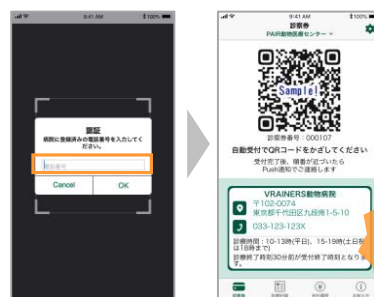 9:41 AM
100%
認証
病院に登録済みの電話番号を入力してく
ださい。
電話番号
Cancel
OK
9:41 AM
100%
診察券
PAIR動物医療センター
Sample!
診察券番号:000107
自動受付でQRコードをかざしてください
受付完了後、順番が近づいたら
Push通知でご連絡します
VRAINERS動物病院
〒102-0074
東京都千代田区九段南1-5-10
033-123-123X
診療時間:10-13時(平日)、15-19時(土日祝
は18時まで)
診療終了時刻30分前が受付終了時刻となりま
す。